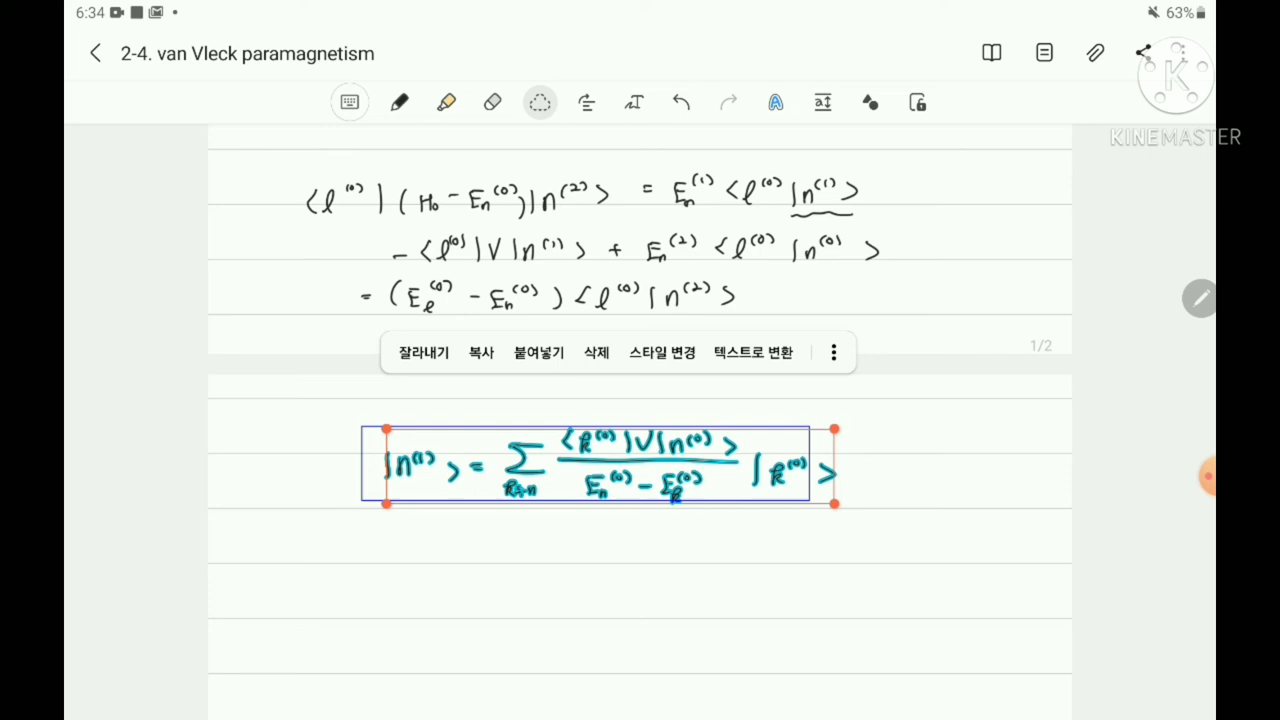 6:34
63%
2-4. van Vleck paramagnetism
KINEMASTER
<ℓ⁽⁰⁾|(H₀ - Eₙ⁽⁰⁾)|n⁽²⁾> = Eₙ⁽¹⁾ <ℓ⁽⁰⁾|n⁽¹⁾>
- <ℓ⁽⁰⁾|V|n⁽¹⁾> + Eₙ⁽²⁾ <ℓ⁽⁰⁾|n⁽⁰⁾>
= (E_ℓ⁽⁰⁾ - Eₙ⁽⁰⁾) <ℓ⁽⁰⁾|n⁽²⁾>
1/2
잘라내기 복사 붙여넣기 삭제 스타일 변경 텍스트로 변환
|n⁽¹⁾> = Σ_{k≠n} <k⁽⁰⁾|V|n⁽⁰⁾> / (Eₙ⁽⁰⁾ - Eₖ⁽⁰⁾) |k⁽⁰⁾>